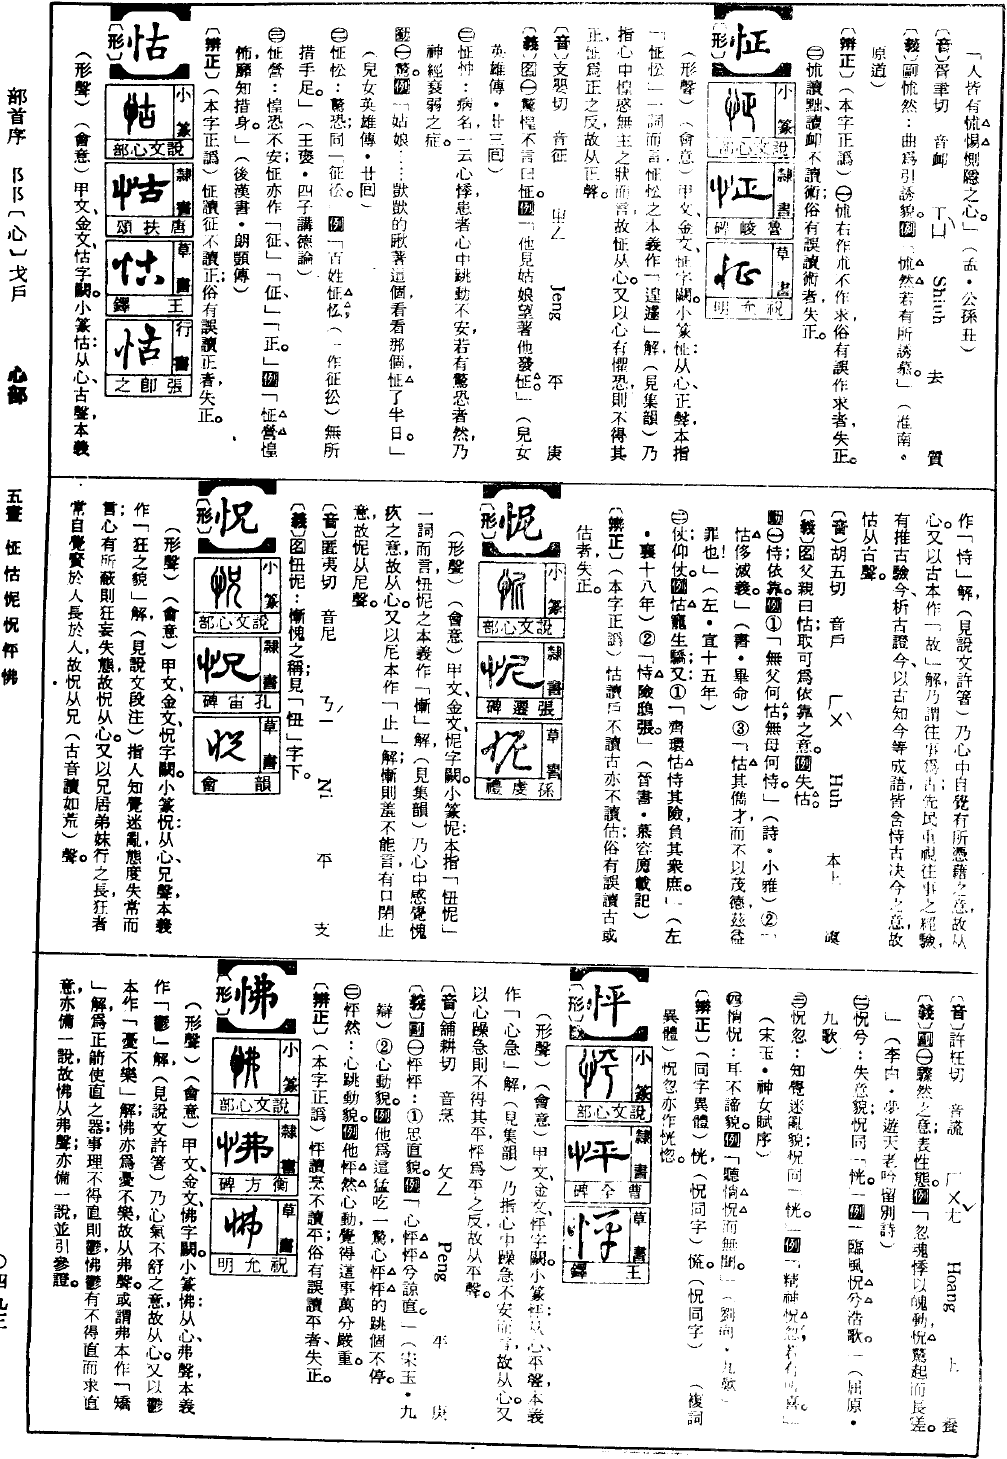 「人皆有怵惕惻隱之心。」(孟·公孫丑)
〔音〕 音卹 ㄒㄩ Shiuh 去 質
〔義〕副怵然:曲爲引誘貌。例「怵然若有所誘慕。」(淮南·
原道)
〔辯正〕(本字正譌)㊀怵右作朮不作求俗有誤作求者失正。
㊁怵讀黜、讀卹不讀術;俗有誤讀術者,失正。
怔
〔形〕
小篆
說文心部
隸書
魯峻碑
草書
祝允明
(形聲)(會意)甲文、金文、怔字闕。小篆怔:从心、正聲,本指
「怔忪」一詞而言,怔忪之本義作「遑遽」解(見集韻)乃
指心中惶惑無主之狀而言,故怔从心。又以心有懼恐則不得其
正,怔爲正之反,故从正聲。
〔音〕支嬰切 音征 ㄓㄥ Jeng 平 庚
〔義〕名㊀驚惶不言曰怔。例「他見姑娘望著他發怔。」(兒女
英雄傳·廿三回)
㊁怔忡:病名,一云心悸,患者心中跳動不安,若有驚恐者然,乃
神經衰弱之症。
動㊀驚。例「姑娘……獃獃的瞅著這個看看那個,怔了半日。」
(兒女英雄傳·廿回)
㊁怔忪:驚恐;同「征伀」例「百姓怔忪(一作征彸)無所
措手足。」(王褒·四子講德論)
㊂怔營:惶恐不安;怔亦作「征」、「佂」、「正」。例「怔營惶
怖,靡知措身。」(後漢書·朗顗傳)
〔辯正〕(本字正譌)怔讀征不讀正;俗有誤讀正者,失正。
怙
〔形〕
小篆
說文心部
隸書
唐扶頌
草書
王鐸
行書
張卽之
(形聲)(會意)甲文、金文、怙字闕。小篆怙:从心、古聲,本義
作「恃」解,(見說文許箸)乃心中自覺有所憑藉之意,故从
心。又以古本作「故」解,乃謂往事爲古,先民重視往事之經驗,
有推古驗今、析古證今、以古知今等成語,皆含恃古決今之意,故
怙从古聲。
〔音〕胡五切 音戶 ㄏㄨ Huh 本上 麌
〔義〕名父親曰怙,取可爲依靠之意。例失怙。
動㊀恃;依靠。例①「無父何怙,無母何恃。」(詩·小雅)②「
怙侈滅義。」(書·畢命)③「怙其儁才,而不以茂德,茲益
罪也!」(左·宣十五年)
㊁仗;仰仗。例怙寵生驕;又①「齊環怙恃其險,負其衆庶。」(左
·襄十八年)②「恃險鴟張。」(晉書·慕容廆載記)
〔辯正〕(本字正譌)怙讀戶不讀古,亦不讀估;俗有誤讀古或
估者,失正。
怩
〔形〕
小篆
說文心部
隸書
張遷碑
草書
孫虔禮
(形聲)(會意)甲文、金文、怩字闕。小篆怩:本指「忸怩」
一詞而言,忸怩之本義作「慚」解(見集韻)乃心中感覺愧
疚之意,故从心。又以尼本作「止」解,慚則羞不能言,有口閉止
意,故怩从尼聲。
〔音〕匿夷切 音尼 ㄋㄧ Ni 平 支
〔義〕名忸怩:慚愧之稱,見「忸」字下。
怳
〔形〕
小篆
說文心部
隸書
孔宙碑
草書
韻會
(形聲)(會意)甲文、金文、怳字闕。小篆怳:从心、兄聲,本義
作「狂之貌」解,(見說文段注)指人知覺迷亂,態度失常而
言;心有所蔽則狂妄失態,故怳从心。又以兄居弟妹行之長,狂者
常自覺賢於人長於人,故怳从兄(古音讀如荒)聲。
〔音〕許枉切 音謊 ㄏㄨㄤ Hoang 上 養
〔義〕副㊀驟然之意;表性態。例「忽魂悸以魄動,怳驚起而長嗟。
」(李白·夢遊天老吟留別詩)
㊁怳兮:失意貌;怳同「恍」。例「臨風怳兮浩歌。」(屈原·
九歌)
㊂怳忽:知覺迷亂貌;怳同「恍」。例「精神怳忽,若有所喜。」
(宋玉·神女賦序)
㊃惝怳:耳不諦貌。例「聽惝怳而無聞。」(劉向·九歎)
〔辯正〕(同字異體)恍,(怳同字)慌。(怳同字) (複詞
異體)怳忽亦作恍惚。
怦
〔形〕
小篆
說文心部
隸書
曹全碑
草書
王鐸
(形聲)(會意)甲文、金文、怦字闕。小篆怦:从心、平聲,本義
作「心急」解,(見集韻)乃指心中躁急不安而言,故从心。又
以心躁急則不得其平,怦爲平之反,故从平聲。
〔音〕鋪耕切 音烹 ㄆㄥ Peng 平 庚
〔義〕副㊀怦怦:①忠直貌。例「心怦怦兮諒直。」(宋玉·九
辯)②心動貌。例他爲這猛吃一驚,心怦怦的跳個不停。
㊁怦然:心跳動貌。例他怦然心動,覺得這事萬分嚴重。
〔辯正〕(本字正譌)怦讀烹不讀平;俗有誤讀平者,失正。
怫
〔形〕
小篆
說文心部
隸書
衡方碑
草書
祝允明
(形聲)(會意)甲文、金文、怫字闕。小篆怫:从心、弗聲,本義
作「鬱」解,(見說文許箸)乃心氣不舒之意,故从心。又以鬱
本作「憂不樂」解,怫亦爲憂不樂,故从弗聲。或謂弗本作「矯
」解,爲正箭使直之器,事理不得直則鬱,怫鬱有不得直而求直
意,亦備一說,故怫从弗聲;亦備一說,並引參證。
部首序 〔心〕戈戶 心部 五畫 怔怙怩怳怦怫
〇四九三